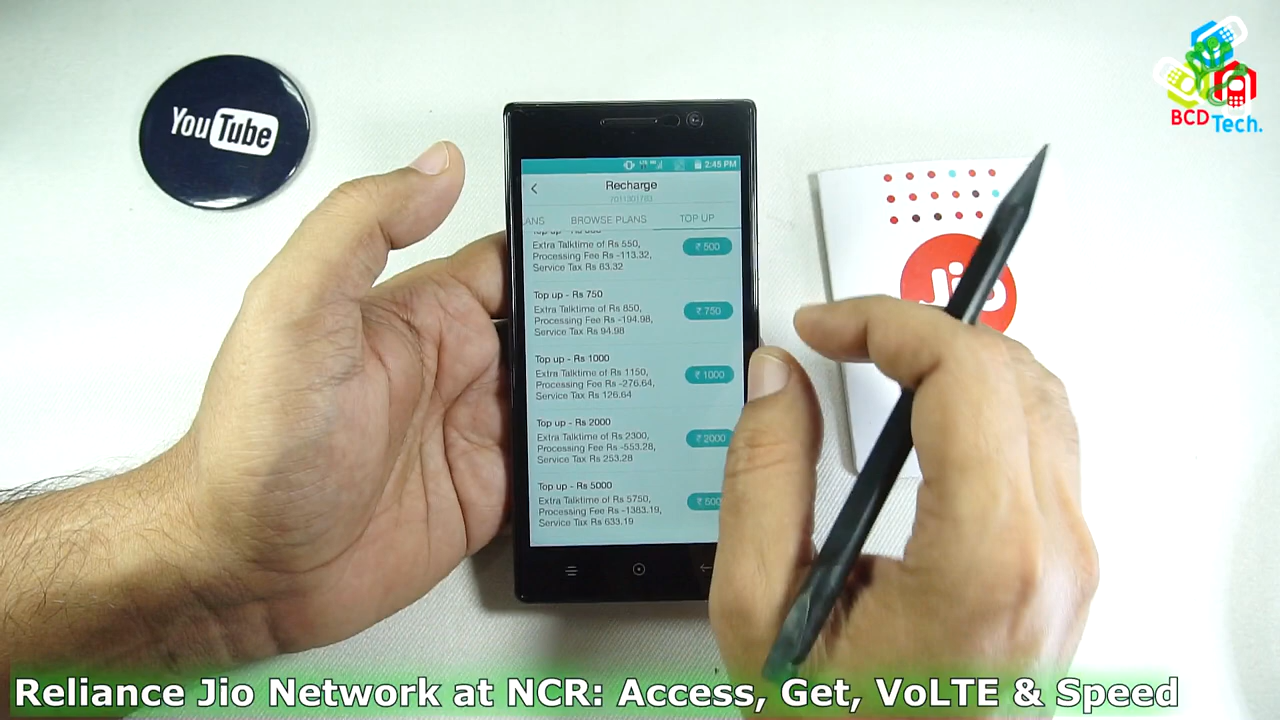 YouTube
BCD Tech.
2:45 PM
Recharge
BROWSE PLANS
TOP UP
Extra Talktime of Rs 550,
Processing Fee Rs -113.32,
Service Tax Rs 63.32
₹ 500
Top up - Rs 750
Extra Talktime of Rs 850,
Processing Fee Rs -194.98,
Service Tax Rs 94.98
₹ 750
Top up - Rs 1000
Extra Talktime of Rs 1150,
Processing Fee Rs -276.64,
Service Tax Rs 126.64
₹ 1000
Top up - Rs 2000
Extra Talktime of Rs 2300,
Processing Fee Rs -553.28,
Service Tax Rs 253.28
₹ 2000
Top up - Rs 5000
Extra Talktime of Rs 5750,
Processing Fee Rs -1383.19,
Service Tax Rs 633.19
Jio
Reliance Jio Network at NCR: Access, Get, VoLTE & Speed